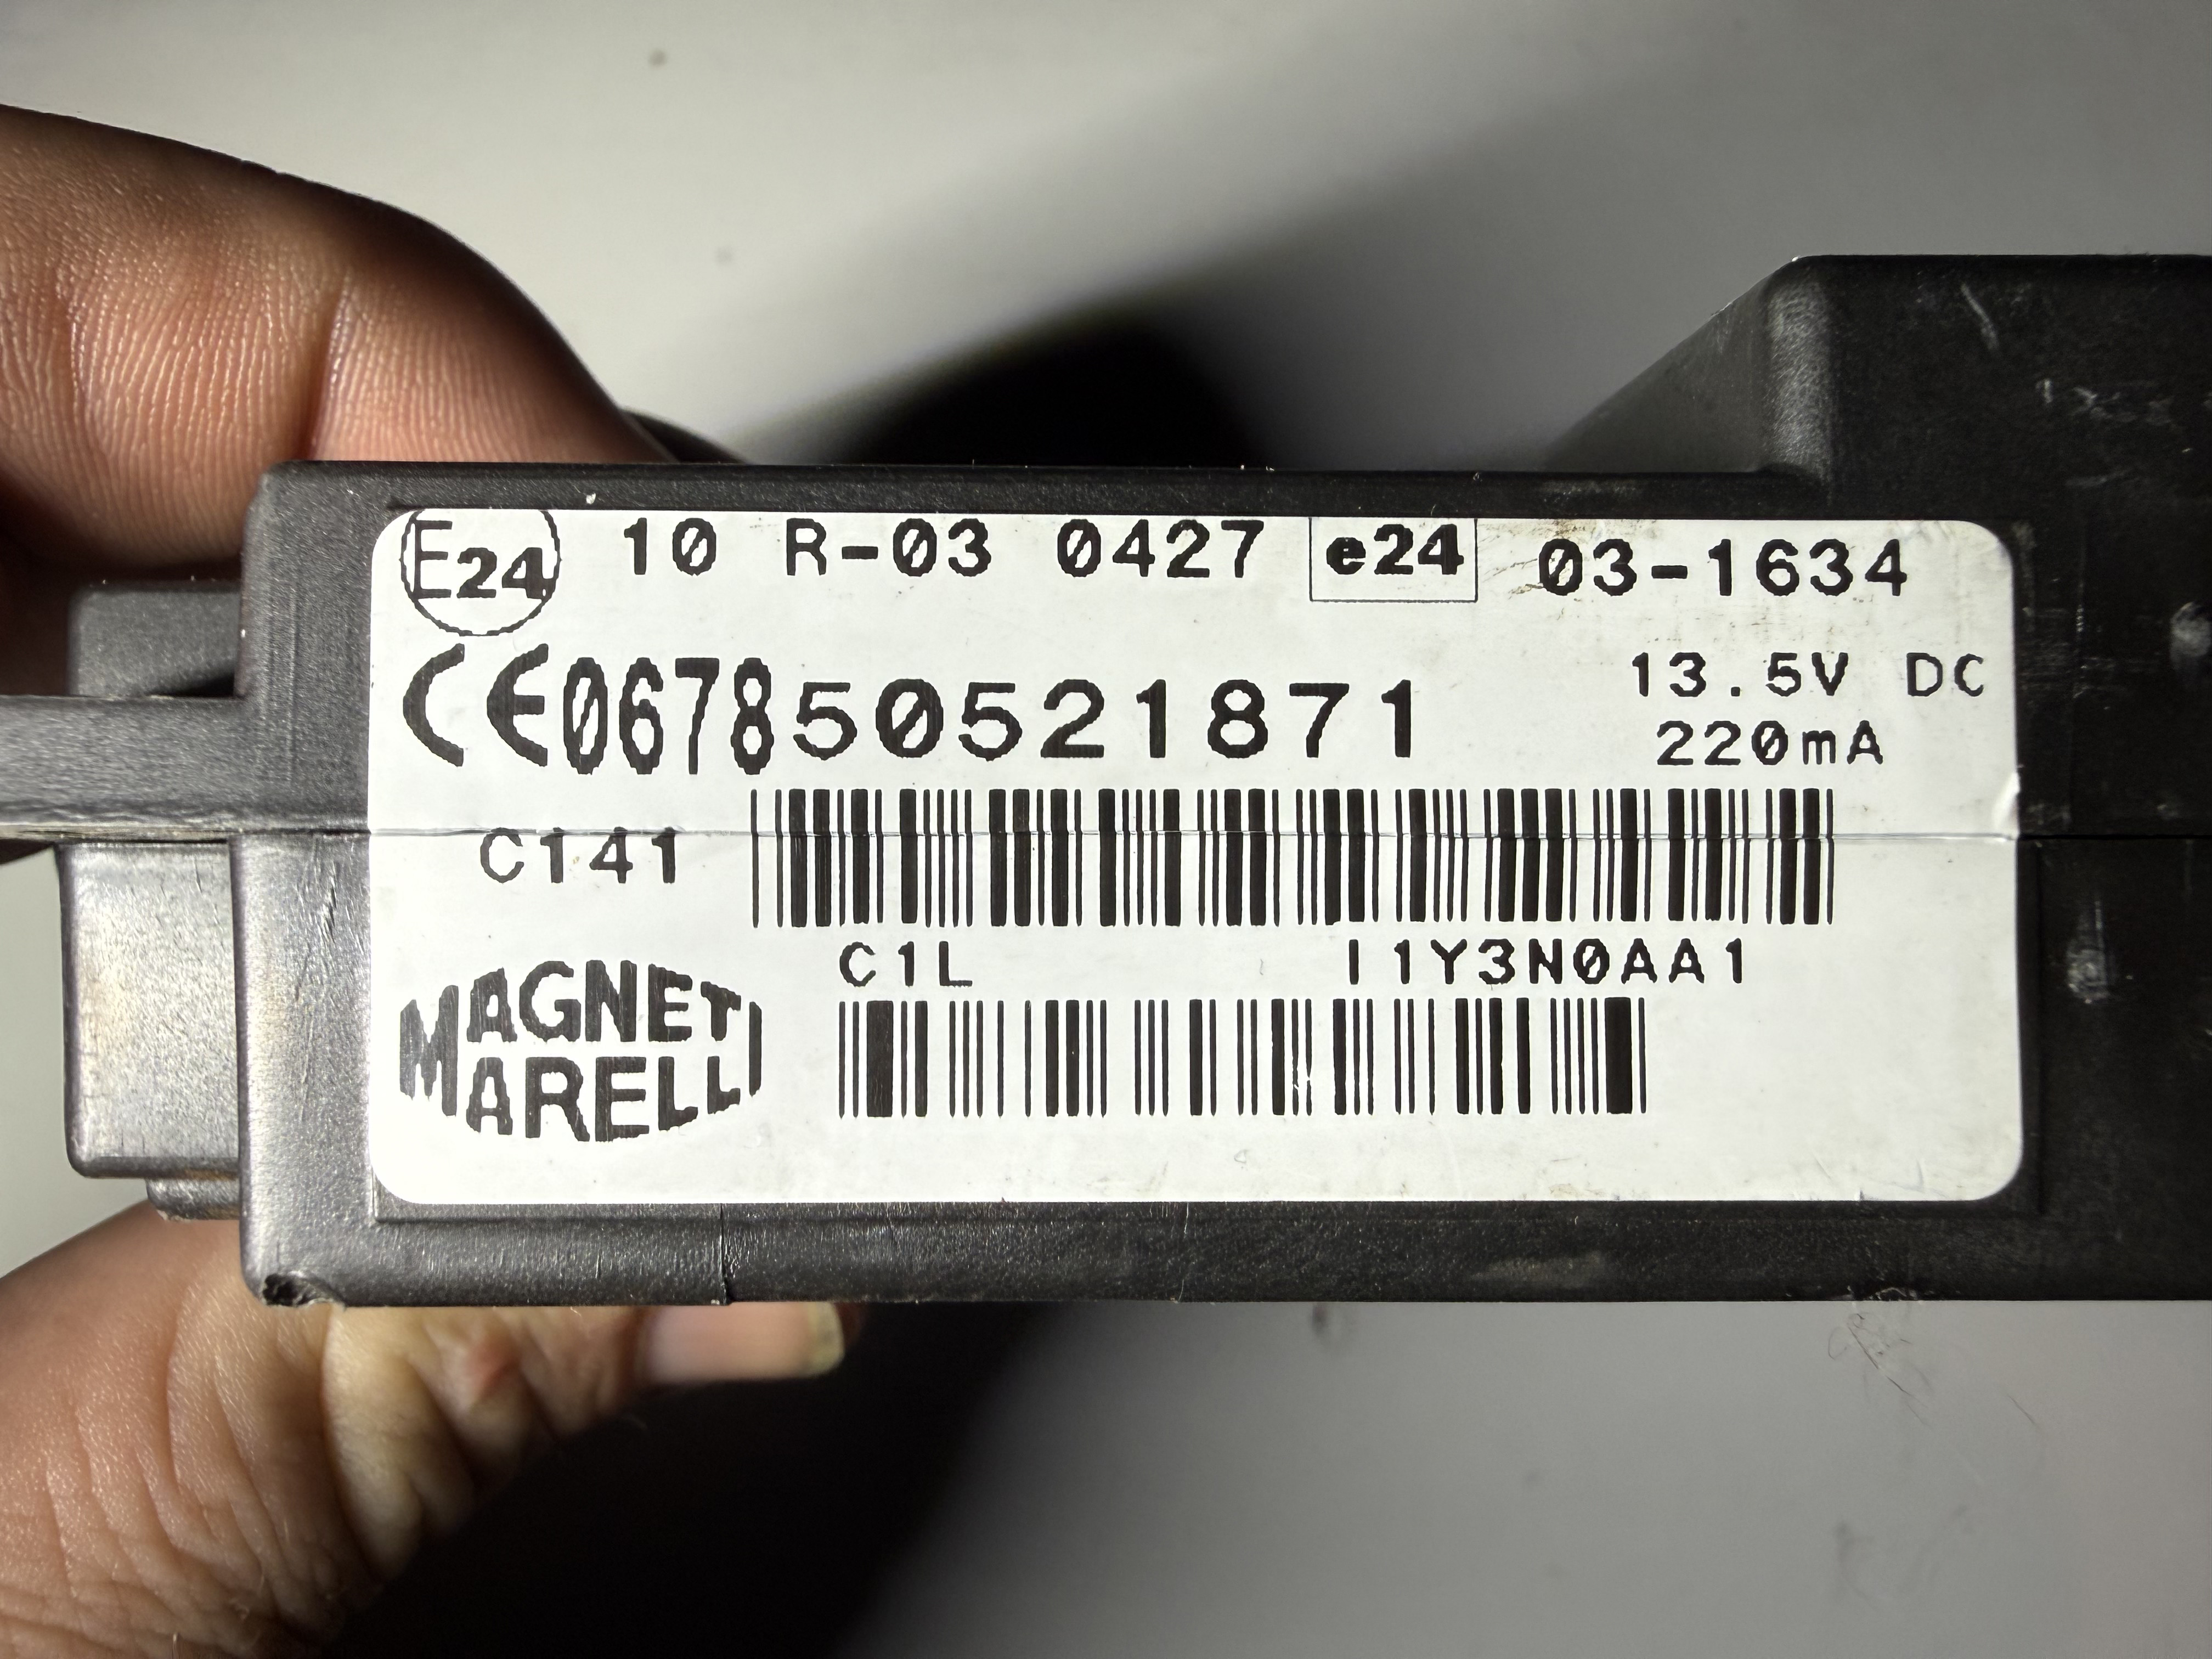 E24 10 R-03 0427 e24 03-1634
CE0678 50521871 13.5V DC
220mA
C141
C1L I1Y3N0AA1
MAGNETI
MARELLI